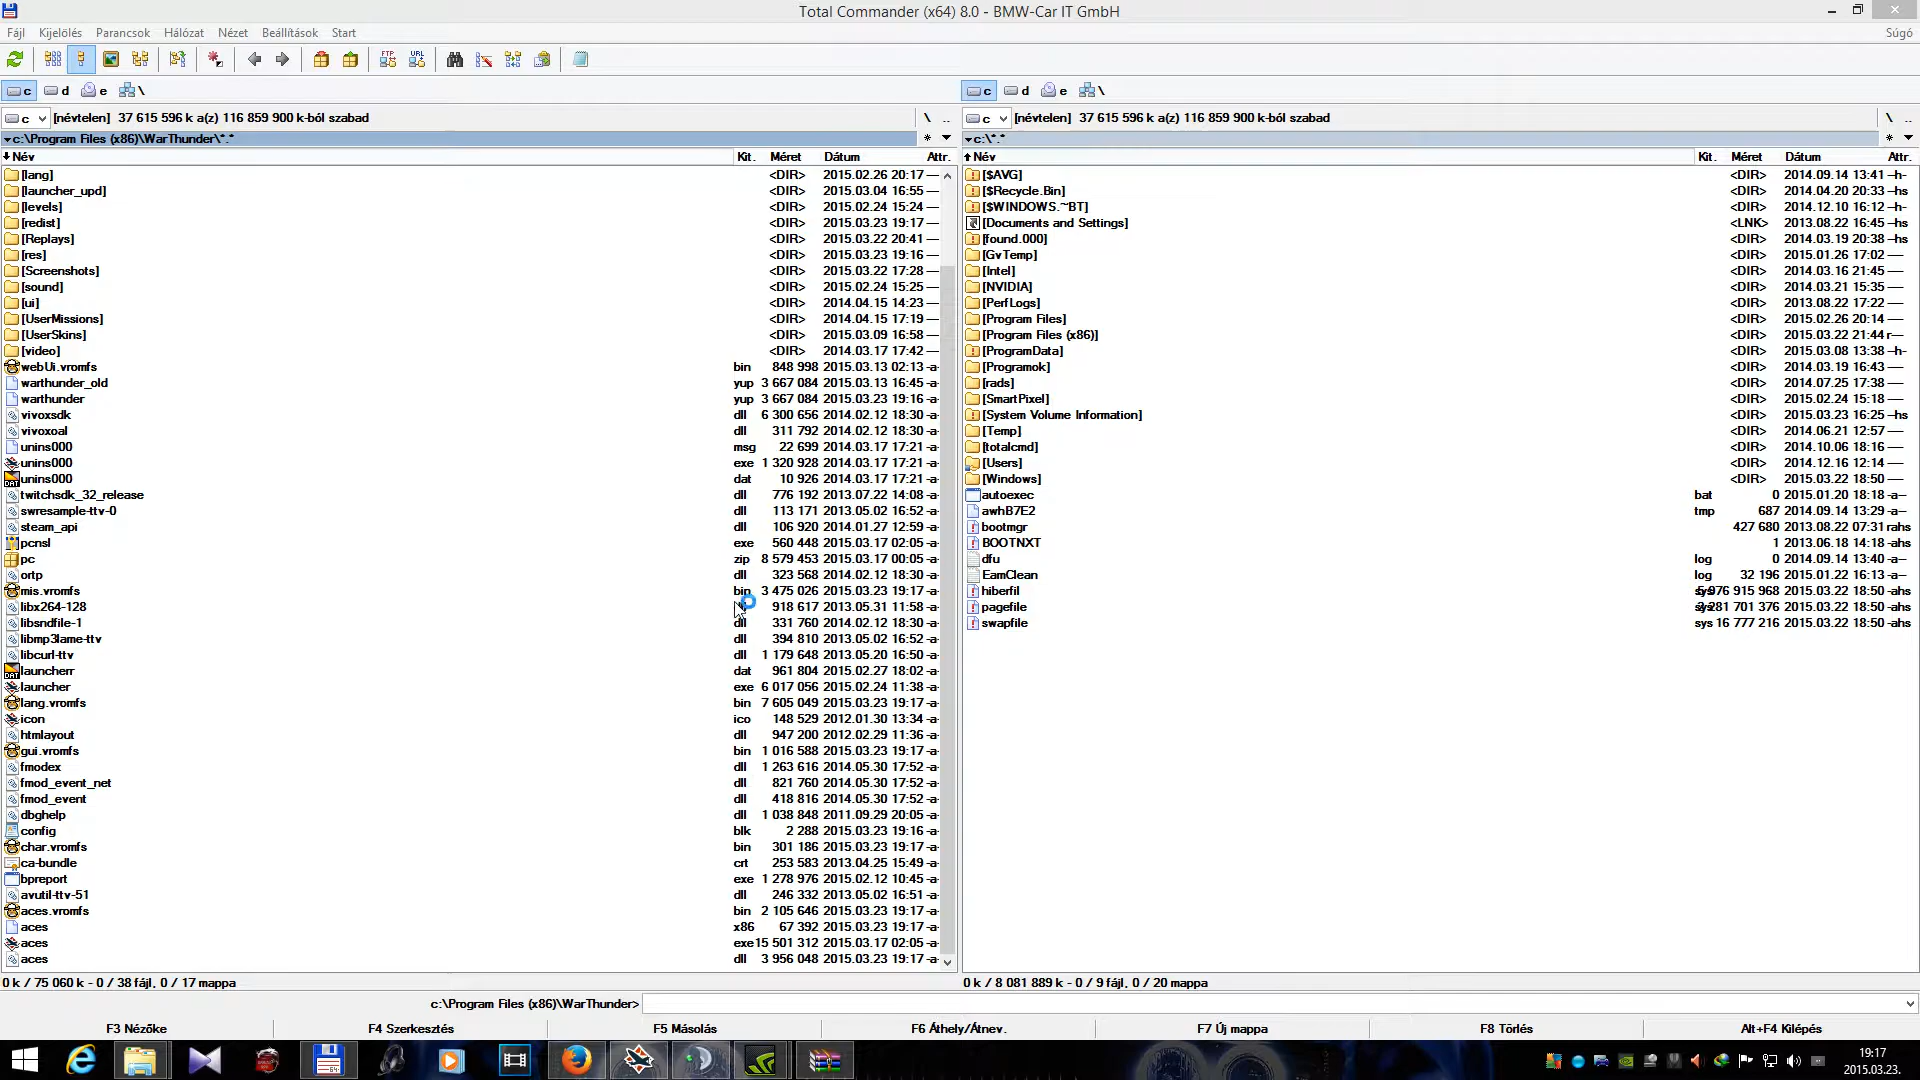 Total Commander (x64) 8.0 - BMW-Car IT GmbH
Fájl Kijelölés Parancsok Hálózat Nézet Beállítások Start Súgó
FTP URL
c d e \ c d e \
c [névtelen] 37 615 596 k a(z) 116 859 900 k-ból szabad \ .. c [névtelen] 37 615 596 k a(z) 116 859 900 k-ból szabad \ ..
c:\Program Files (x86)\WarThunder\*.* * c:\*.* *
Név Kit. Méret Dátum Attr. Név Kit. Méret Dátum Attr.
[lang] <DIR> 2015.02.26 20:17 — [$AVG] <DIR> 2014.09.14 13:41 –h-
[launcher_upd] <DIR> 2015.03.04 16:55 — [$Recycle.Bin] <DIR> 2014.04.20 20:33 –hs
[levels] <DIR> 2015.02.24 15:24 — [$WINDOWS.~BT] <DIR> 2014.12.10 16:12 –h-
[redist] <DIR> 2015.03.23 19:17 — [Documents and Settings] <LNK> 2013.08.22 16:45 –hs
[Replays] <DIR> 2015.03.22 20:41 — [found.000] <DIR> 2014.03.19 20:38 –hs
[res] <DIR> 2015.03.23 19:16 — [GvTemp] <DIR> 2015.01.26 17:02 —
[Screenshots] <DIR> 2015.03.22 17:28 — [Intel] <DIR> 2014.03.16 21:45 —
[sound] <DIR> 2015.02.24 15:25 — [NVIDIA] <DIR> 2014.03.21 15:35 —
[ui] <DIR> 2014.04.15 14:23 — [PerfLogs] <DIR> 2013.08.22 17:22 —
[UserMissions] <DIR> 2014.04.15 17:19 — [Program Files] <DIR> 2015.02.26 20:14 —
[UserSkins] <DIR> 2015.03.09 16:58 — [Program Files (x86)] <DIR> 2015.03.22 21:44 r—
[video] <DIR> 2014.03.17 17:42 — [ProgramData] <DIR> 2015.03.08 13:38 –h-
webUi.vromfs bin 848 998 2015.03.13 02:13 -a- [Programok] <DIR> 2014.03.19 16:43 —
warthunder_old yup 3 667 084 2015.03.13 16:45 -a- [rads] <DIR> 2014.07.25 17:38 —
warthunder yup 3 667 084 2015.03.23 19:16 -a- [SmartPixel] <DIR> 2015.02.24 15:18 —
vivoxsdk dll 6 300 656 2014.02.12 18:30 -a- [System Volume Information] <DIR> 2015.03.23 16:25 –hs
vivoxoal dll 311 792 2014.02.12 18:30 -a- [Temp] <DIR> 2014.06.21 12:57 —
unins000 msg 22 699 2014.03.17 17:21 -a- [totalcmd] <DIR> 2014.10.06 18:16 —
unins000 exe 1 320 928 2014.03.17 17:21 -a- [Users] <DIR> 2014.12.16 12:14 —
unins000 dat 10 926 2014.03.17 17:21 -a- [Windows] <DIR> 2015.03.22 18:50 —
twitchsdk_32_release dll 776 192 2013.07.22 14:08 -a- autoexec bat 0 2015.01.20 18:18 -a–
swresample-ttv-0 dll 113 171 2013.05.02 16:52 -a- awhB7E2 tmp 687 2014.09.14 13:29 -a–
steam_api dll 106 920 2014.01.27 12:59 -a- bootmgr 427 680 2013.08.22 07:31 rahs
pcnsl exe 560 448 2015.03.17 02:05 -a- BOOTNXT 1 2013.06.18 14:18 -ahs
pc zip 8 579 453 2015.03.17 00:05 -a- dfu log 0 2014.09.14 13:40 -a–
ortp dll 323 568 2014.02.12 18:30 -a- EamClean log 32 196 2015.01.22 16:13 -a–
mis.vromfs bin 3 475 026 2015.03.23 19:17 -a- hiberfil 976 915 968 2015.03.22 18:50 -ahs
libx264-128 918 617 2013.05.31 11:58 -a- pagefile 281 701 376 2015.03.22 18:50 -ahs
libsndfile-1 dll 331 760 2014.02.12 18:30 -a- swapfile sys 16 777 216 2015.03.22 18:50 -ahs
libmp3lame-ttv dll 394 810 2013.05.02 16:52 -a-
libcurl-ttv dll 1 179 648 2013.05.20 16:50 -a-
launcherr dat 961 804 2015.02.27 18:02 -a-
launcher exe 6 017 056 2015.02.24 11:38 -a-
lang.vromfs bin 7 605 049 2015.03.23 19:17 -a-
icon ico 148 529 2012.01.30 13:34 -a-
htmlayout dll 947 200 2012.02.29 11:36 -a-
gui.vromfs bin 1 016 588 2015.03.23 19:17 -a-
fmodex dll 1 263 616 2014.05.30 17:52 -a-
fmod_event_net dll 821 760 2014.05.30 17:52 -a-
fmod_event dll 418 816 2014.05.30 17:52 -a-
dbghelp dll 1 038 848 2011.09.29 20:05 -a-
config blk 2 288 2015.03.23 19:16 -a-
char.vromfs bin 301 186 2015.03.23 19:17 -a-
ca-bundle crt 253 583 2013.04.25 15:49 -a-
bpreport exe 1 278 976 2015.02.12 10:45 -a-
avutil-ttv-51 dll 246 332 2013.05.02 16:51 -a-
aces.vromfs bin 2 105 646 2015.03.23 19:17 -a-
aces x86 67 392 2015.03.23 19:17 -a-
aces exe 15 501 312 2015.03.17 02:05 -a-
aces dll 3 956 048 2015.03.23 19:17 -a-
0 k / 75 060 k - 0 / 38 fájl, 0 / 17 mappa 0 k / 8 081 889 k - 0 / 9 fájl, 0 / 20 mappa
c:\Program Files (x86)\WarThunder>
F3 Nézőke F4 Szerkesztés F5 Másolás F6 Áthely/Átnev. F7 Új mappa F8 Törlés Alt+F4 Kilépés
19:17
2015.03.23.